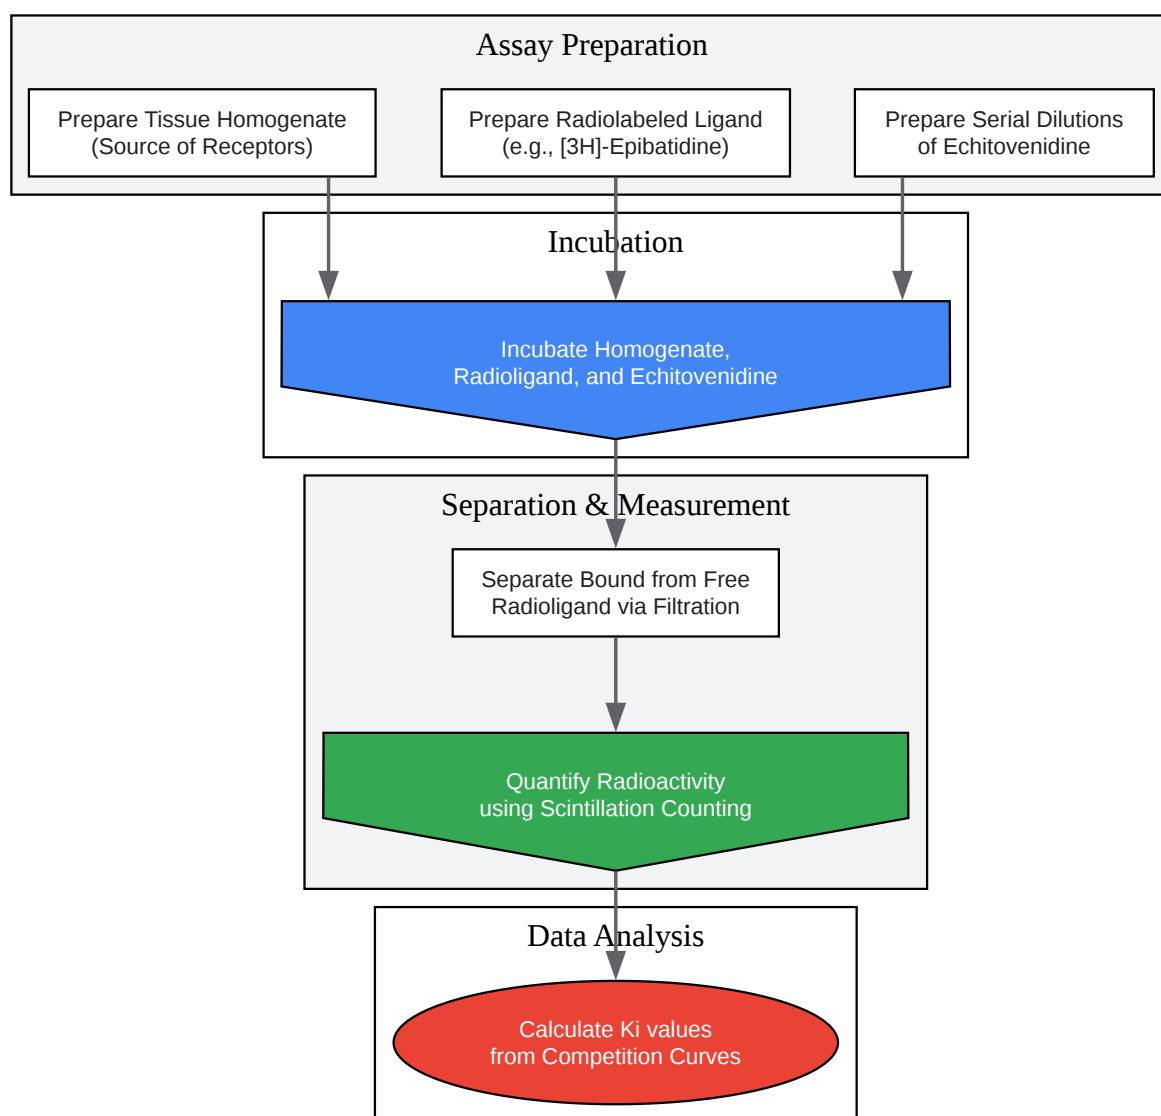 Assay Preparation
Prepare Tissue Homogenate
(Source of Receptors)
Prepare Radiolabeled Ligand
(e.g., [3H]-Epibatidine)
Prepare Serial Dilutions
of Echitovenidine
Incubation
Incubate Homogenate,
Radioligand, and Echitovenidine
Separation & Measurement
Separate Bound from Free
Radioligand via Filtration
Quantify Radioactivity
using Scintillation Counting
Data Analysis
Calculate Ki values
from Competition Curves